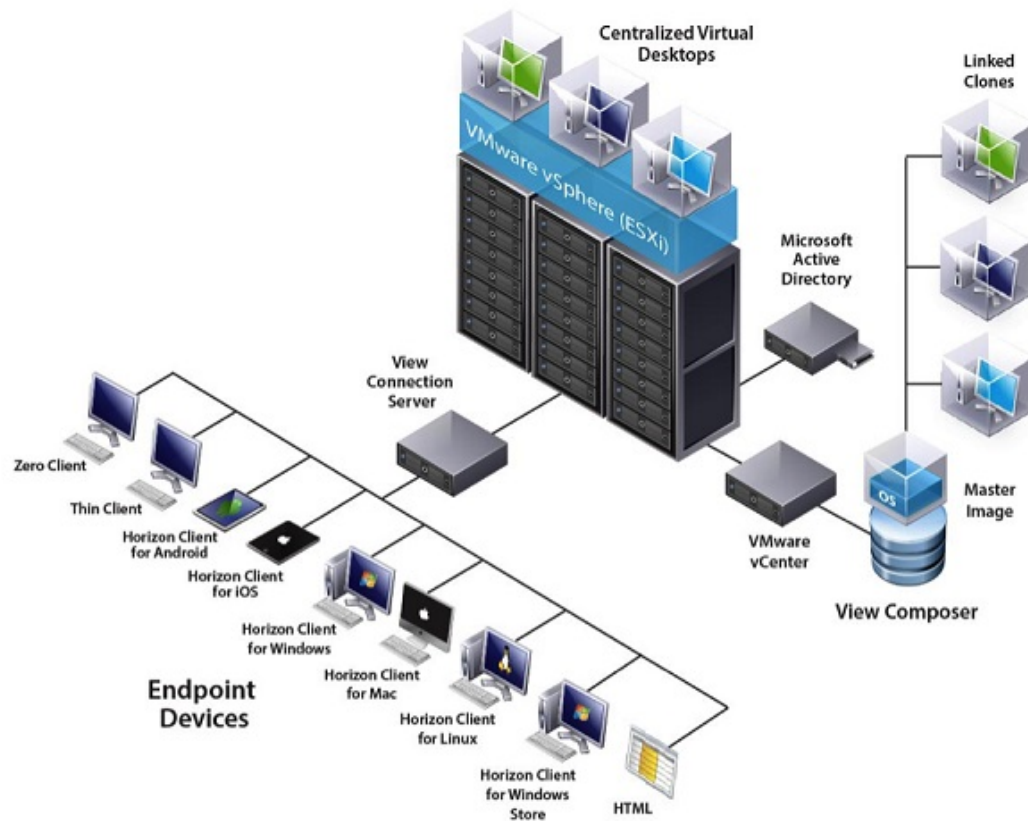 Centralized Virtual
Desktops
Linked
Clones
VMware vSphere (ESXi)
Microsoft
Active
Directory
View
Connection
Server
Zero Client
Thin Client
Horizon Client
for Android
Horizon Client
for iOS
Horizon Client
for Windows
Horizon Client
for Mac
Horizon Client
for Linux
Horizon Client
for Windows
Store
HTML
Endpoint
Devices
VMware
vCenter
OS
Master
Image
View Composer